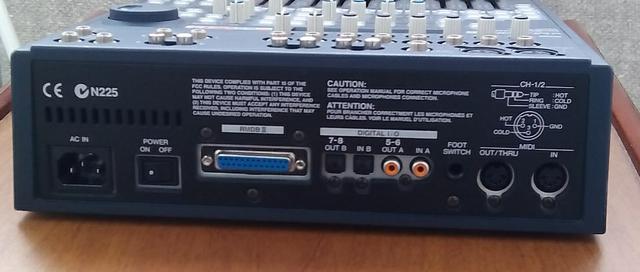 CE N225
THIS DEVICE COMPLIES WITH PART 15 OF THE
FCC RULES. OPERATION IS SUBJECT TO THE
FOLLOWING TWO CONDITIONS: (1) THIS DEVICE
MAY NOT CAUSE HARMFUL INTERFERENCE, AND
(2) THIS DEVICE MUST ACCEPT ANY INTERFERENCE
RECEIVED, INCLUDING INTERFERENCE THAT MAY
CAUSE UNDESIRED OPERATION.
CAUTION:
SEE OPERATION MANUAL FOR CORRECT MICROPHONE
CABLES AND MICROPHONES CONNECTION.
ATTENTION:
POUR BRANCHER CORRECTEMENT LES MICROPHONES ET
LEURS CÂBLES, VOIR LE MANUEL D'UTILISATION.
CH-1/2
TIP :HOT
RING :COLD
SLEEVE :GND
HOT
GND
COLD
AC IN
POWER
ON OFF
RMDB II
DIGITAL I/O
7-8
OUT B IN B
5-6
OUT A IN A
FOOT
SWITCH
MIDI
OUT/THRU IN